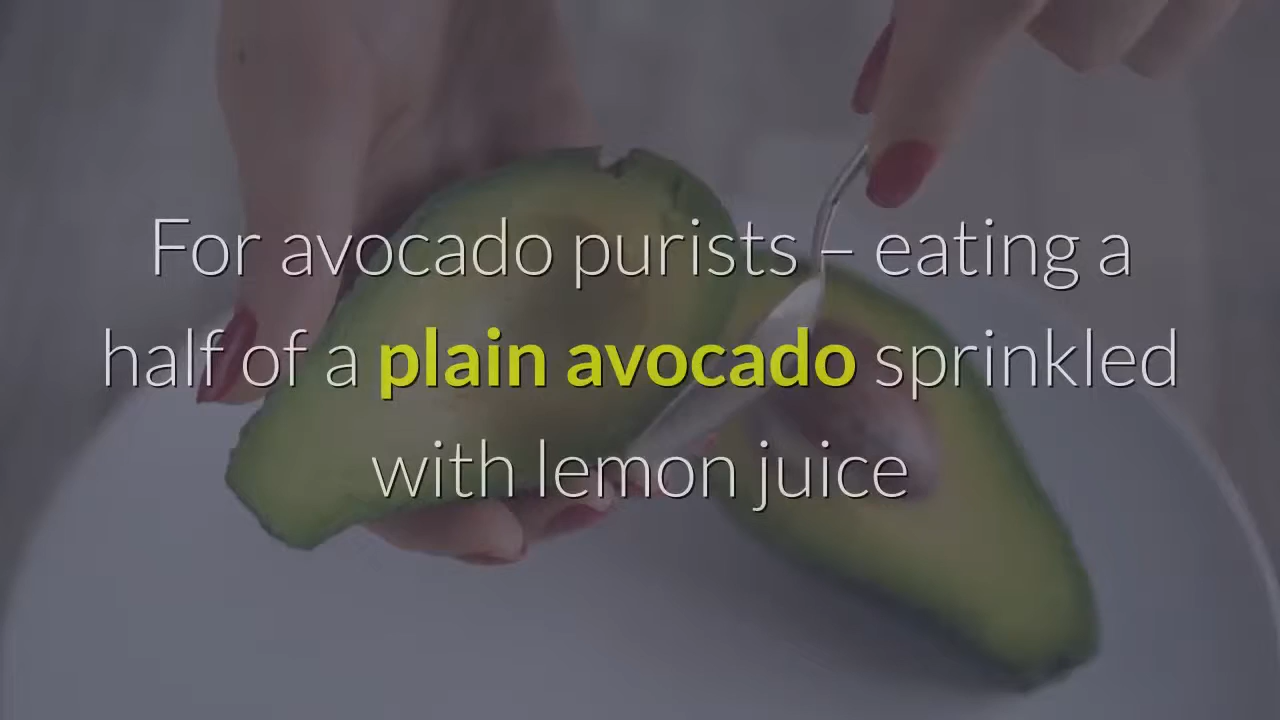 For avocado purists – eating a
half of a plain avocado sprinkled
with lemon juice